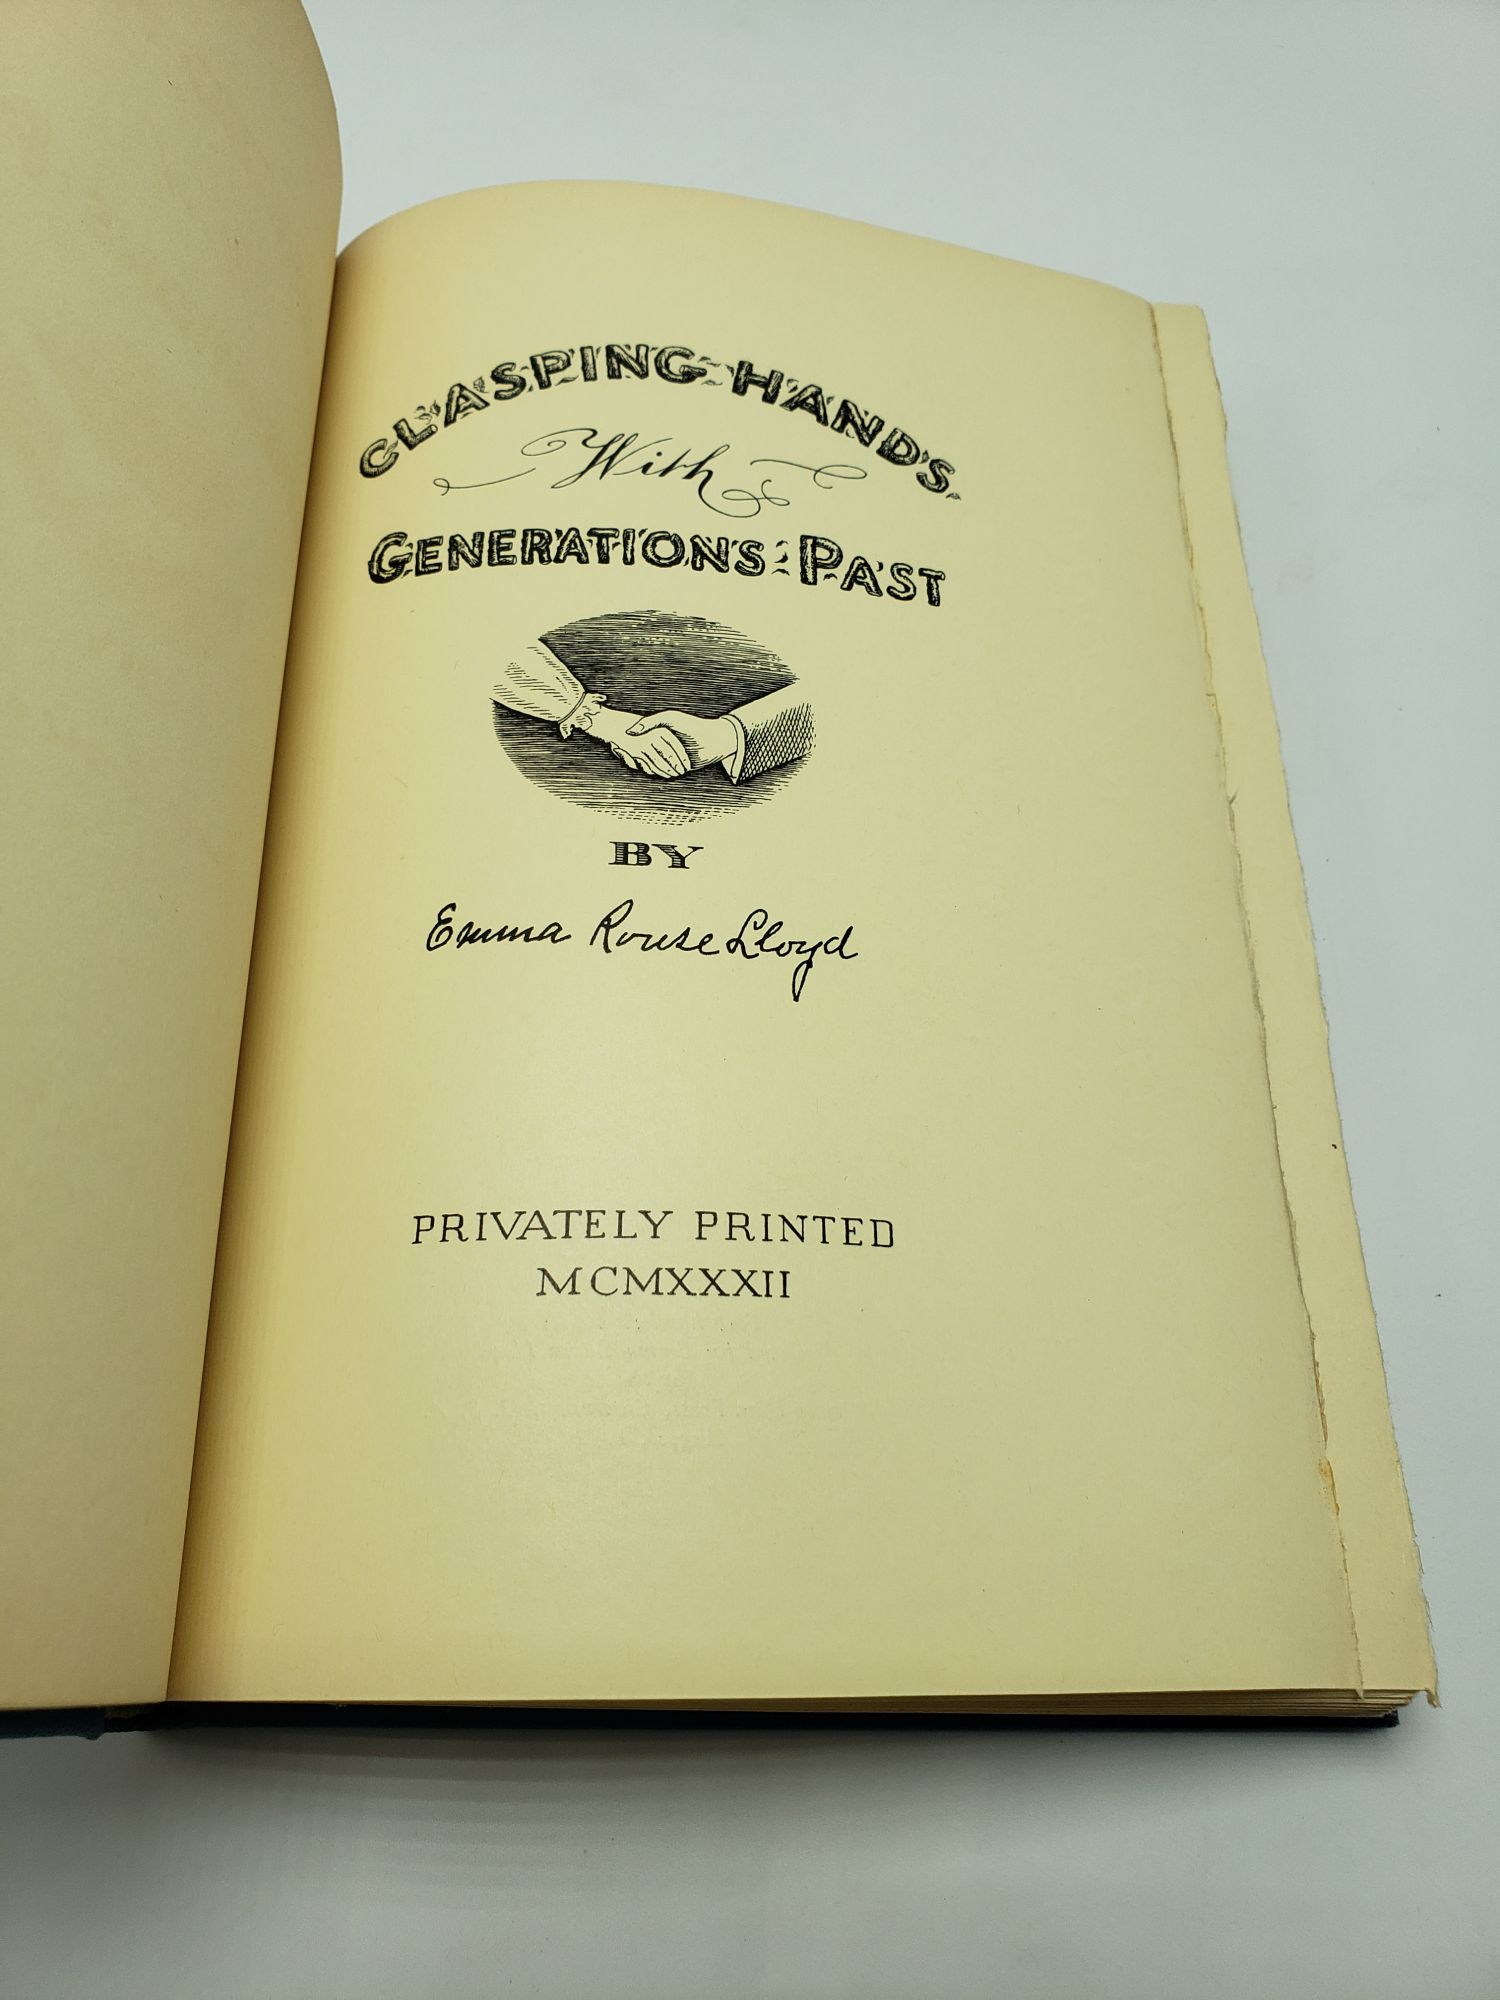 CLASPING HANDS
With
GENERATIONS PAST
BY
Emma Rouse Lloyd
PRIVATELY PRINTED
MCMXXXII